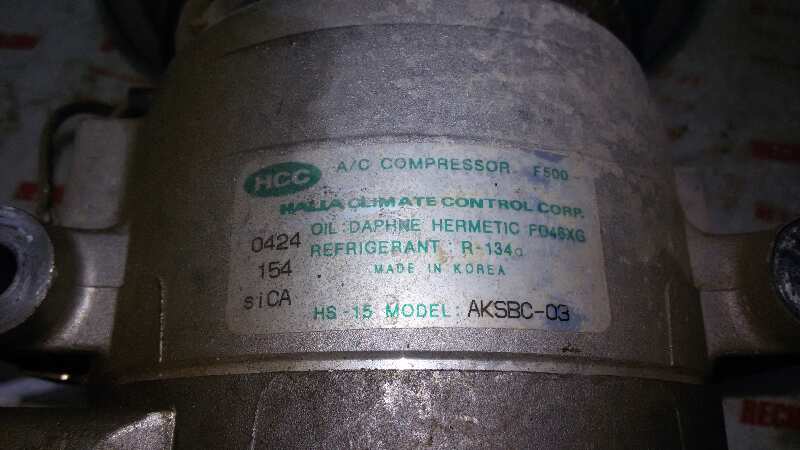 A/C COMPRESSOR F500
HCC
HALLA CLIMATE CONTROL CORP.
OIL: DAPHNE HERMETIC FD46XG
0424
REFRIGERANT: R-134a
154
MADE IN KOREA
siCA
HS-15 MODEL: AKSBC-03